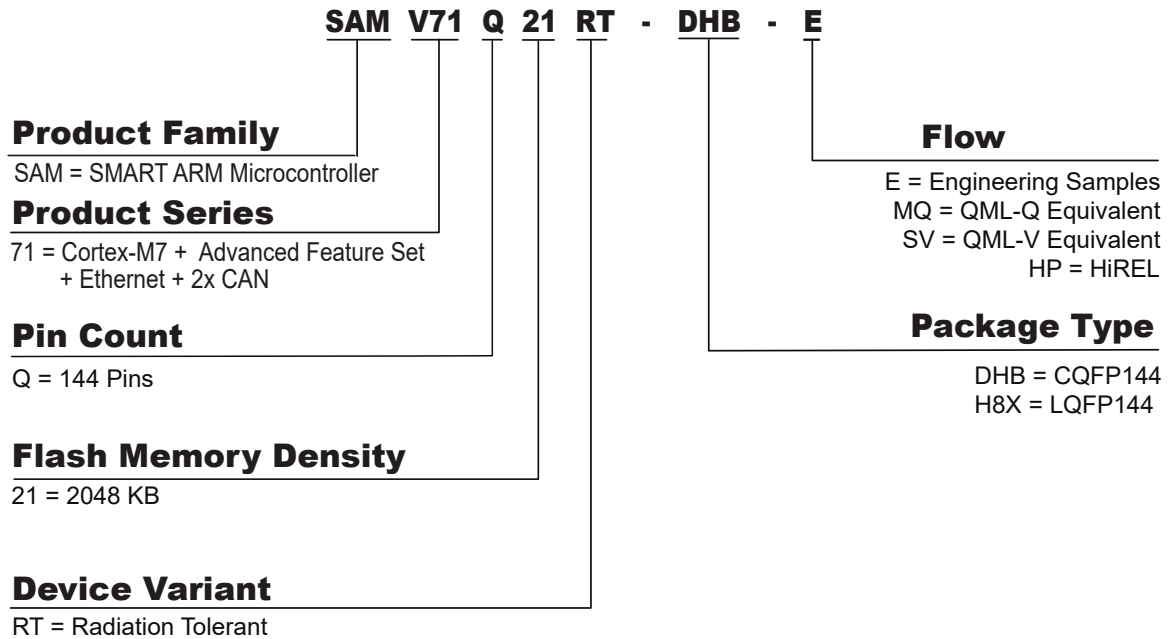 SAM V71 Q 21 RT - DHB - E
Product Family
SAM = SMART ARM Microcontroller
Product Series
71 = Cortex-M7 + Advanced Feature Set
+ Ethernet + 2x CAN
Pin Count
Q = 144 Pins
Flash Memory Density
21 = 2048 KB
Device Variant
RT = Radiation Tolerant
Flow
E = Engineering Samples
MQ = QML-Q Equivalent
SV = QML-V Equivalent
HP = HiREL
Package Type
DHB = CQFP144
H8X = LQFP144